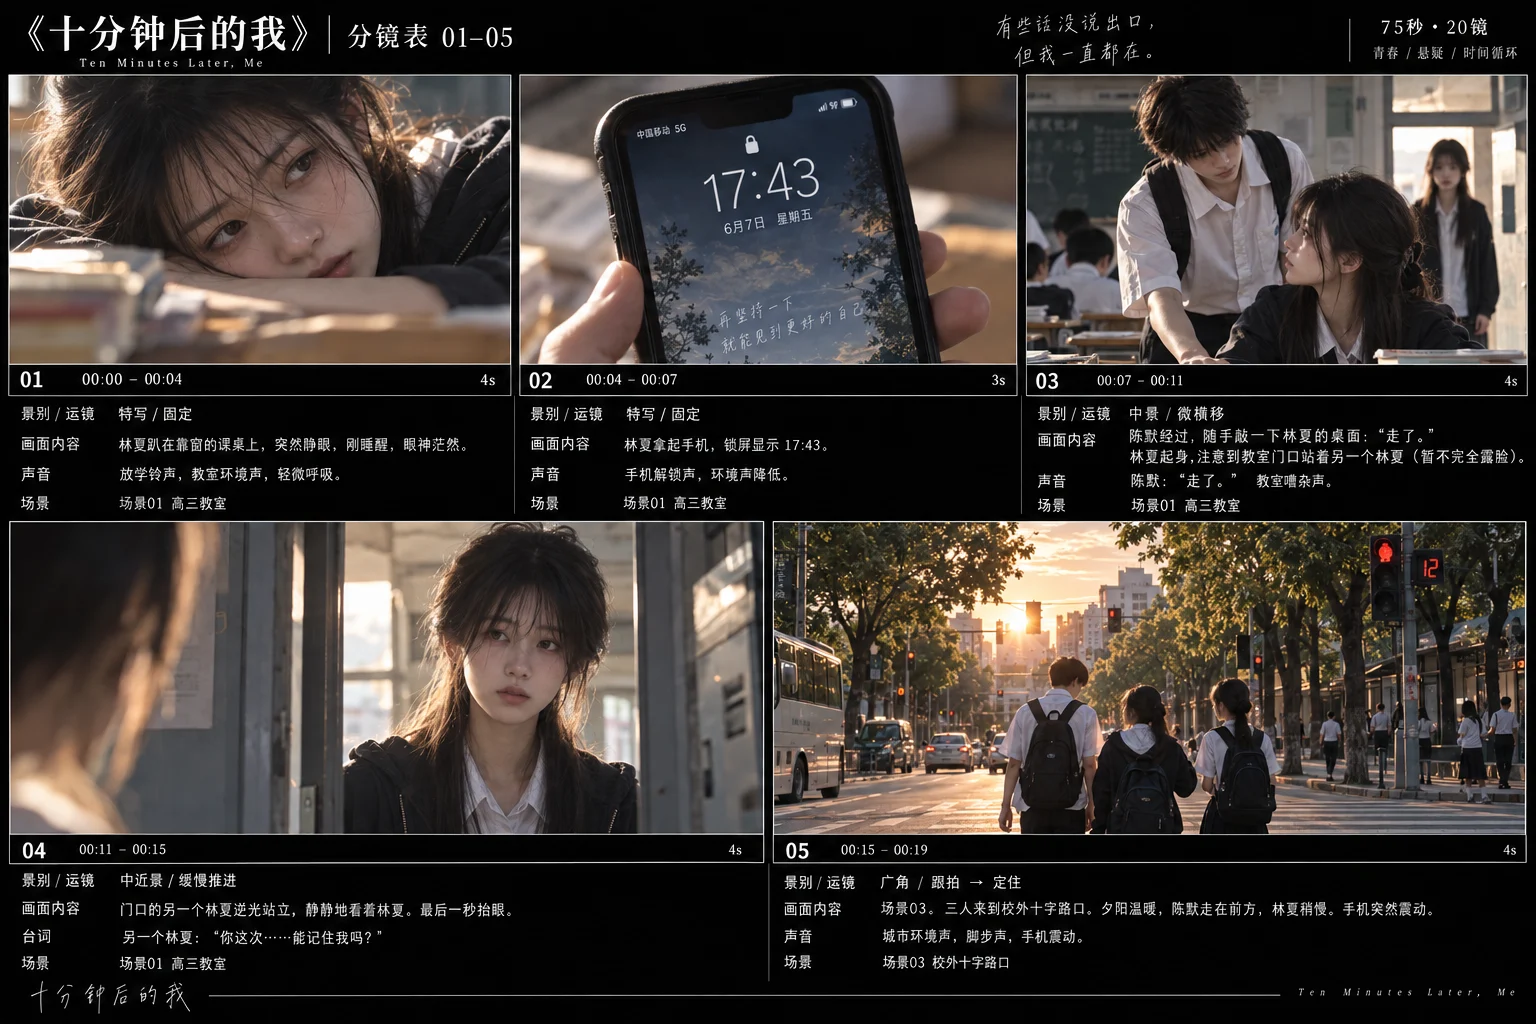 《十分钟后的我》
Ten Minutes Later, Me
分镜表 01–05
有些话没说出口，
但我一直都在。
75秒·20镜
青春 / 悬疑 / 时间循环
中国移动 5G
17:43
6月7日 星期五
再坚持一下
就能见到更好的自己
01 00:00 – 00:04 4s
景别 / 运镜 特写 / 固定
画面内容 林夏趴在靠窗的课桌上，突然静眼，刚睡醒，眼神茫然。
声音 放学铃声，教室环境声，轻微呼吸。
场景 场景01 高三教室
02 00:04 – 00:07 3s
景别 / 运镜 特写 / 固定
画面内容 林夏拿起手机，锁屏显示 17:43。
声音 手机解锁声，环境声降低。
场景 场景01 高三教室
03 00:07 – 00:11 4s
景别 / 运镜 中景 / 微横移
画面内容 陈默经过，随手敲一下林夏的桌面：“走了。”
林夏起身,注意到教室门口站着另一个林夏（暂不完全露脸）。
声音 陈默：“走了。” 教室嘈杂声。
场景 场景01 高三教室
12
04 00:11 – 00:15 4s
景别 / 运镜 中近景 / 缓慢推进
画面内容 门口的另一个林夏逆光站立，静静地看着林夏。最后一秒抬眼。
台词 另一个林夏：“你这次……能记住我吗？”
场景 场景01 高三教室
05 00:15 – 00:19 4s
景别 / 运镜 广角 / 跟拍 → 定住
画面内容 场景03。三人来到校外十字路口。夕阳温暖，陈默走在前方，林夏稍慢。手机突然震动。
声音 城市环境声，脚步声，手机震动。
场景 场景03 校外十字路口
十分钟后的我
Ten Minutes Later, Me